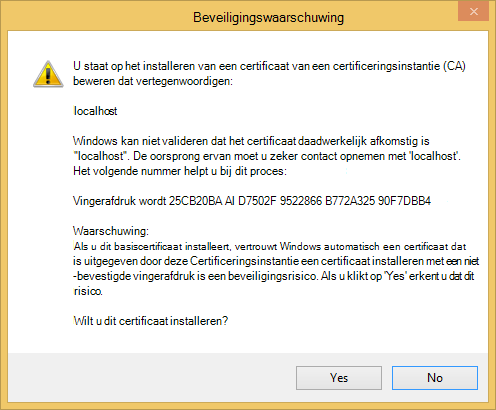 Beveiligingswaarschuwing
U staat op het installeren van een certificaat van een certificeringsinstantie (CA)
beweren dat vertegenwoordigen:
localhost
Windows kan niet valideren dat het certificaat daadwerkelijk afkomstig is
"localhost". De oorsprong ervan moet u zeker contact opnemen met 'localhost'.
Het volgende nummer helpt u bij dit proces:
Vingerafdruk wordt 25CB20BA AI D7502F 9522866 B772A325 90F7DBB4
Waarschuwing:
Als u dit basiscertificaat installeert, vertrouwt Windows automatisch een certificaat dat
is uitgegeven door deze Certificeringsinstantie een certificaat installeren met een niet
-bevestigde vingerafdruk is een beveiligingsrisico. Als u klikt op 'Yes' erkent u dat dit
risico.
Wilt u dit certificaat installeren?
Yes
No